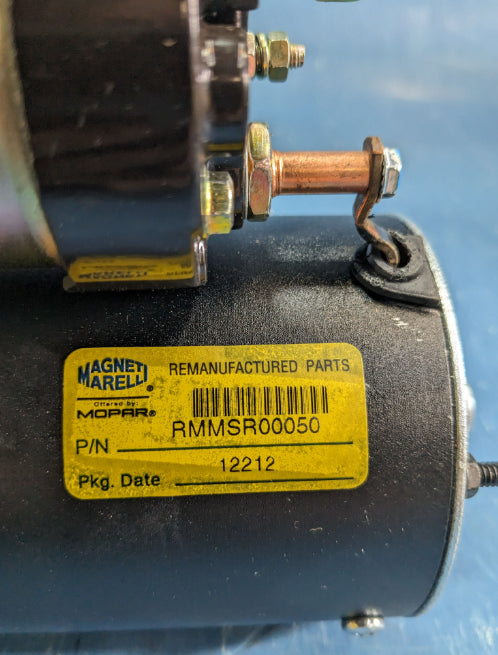 MAGNETI
MARELLI®
REMANUFACTURED PARTS
Offered by:
MOPAR®
RMMSR00050
P/N
12212
Pkg. Date